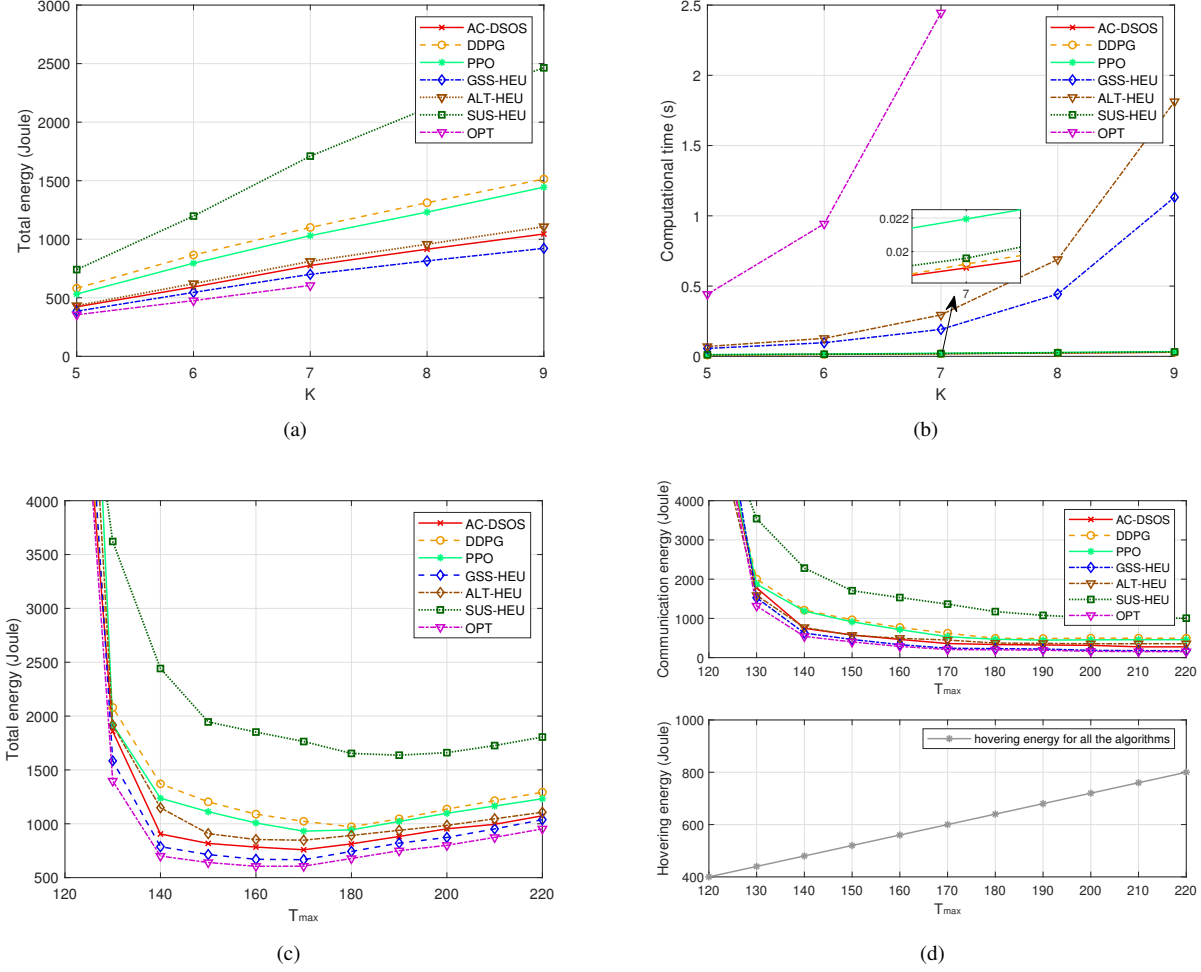 3000
2500
2000
1500
1000
500
0
Total energy (Joule)
5
6
7
8
9
K
AC-DSOS
DDPG
PPO
GSS-HEU
ALT-HEU
SUS-HEU
OPT
(a)
2.5
2
1.5
1
0.5
0
Computational time (s)
5
6
7
8
9
K
AC-DSOS
DDPG
PPO
GSS-HEU
ALT-HEU
SUS-HEU
OPT
0.022
0.02
7
(b)
4000
3500
3000
2500
2000
1500
1000
500
Total energy (Joule)
120
140
160
180
200
220
Tmax
AC-DSOS
DDPG
PPO
GSS-HEU
ALT-HEU
SUS-HEU
OPT
(c)
4000
3000
2000
1000
0
Communication energy (Joule)
120
130
140
150
160
170
180
190
200
210
220
Tmax
AC-DSOS
DDPG
PPO
GSS-HEU
ALT-HEU
SUS-HEU
OPT
1000
800
600
400
Hovering energy (Joule)
120
130
140
150
160
170
180
190
200
210
220
Tmax
hovering energy for all the algorithms
(d)